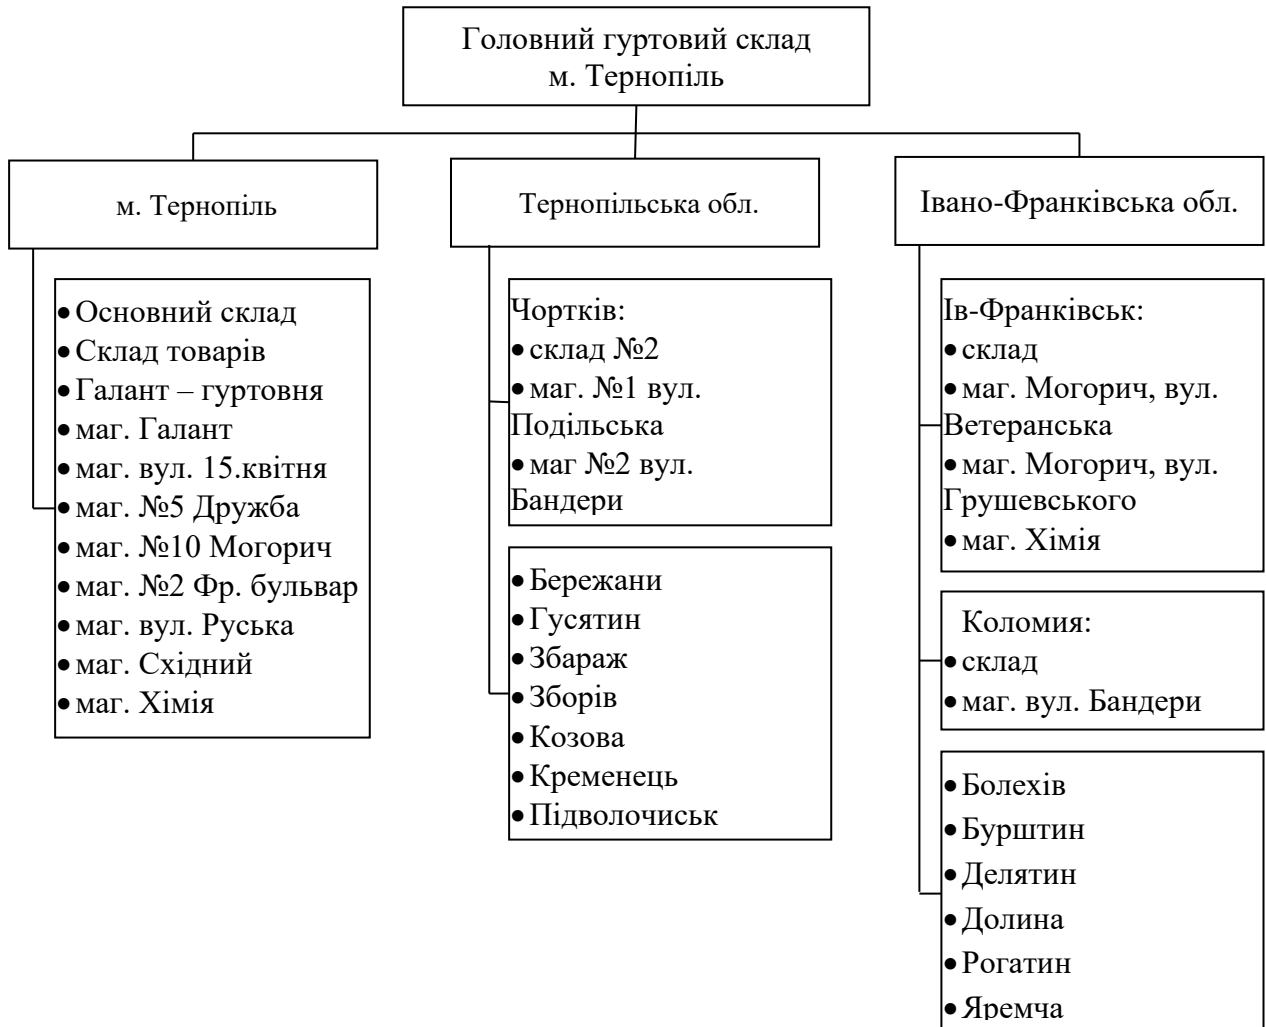 Головний гуртовий склад
м. Тернопіль
м. Тернопіль
• Основний склад
• Склад товарів
• Галант – гуртовня
• маг. Галант
• маг. вул. 15.квітня
• маг. №5 Дружба
• маг. №10 Могорич
• маг. №2 Фр. бульвар
• маг. вул. Руська
• маг. Східний
• маг. Хімія
Тернопільська обл.
Чортків:
• склад №2
• маг. №1 вул.
Подільська
• маг №2 вул.
Бандери
• Бережани
• Гусятин
• Збараж
• Зборів
• Козова
• Кременець
• Підволочиськ
Івано-Франківська обл.
Ів-Франківськ:
• склад
• маг. Могорич, вул.
Ветеранська
• маг. Могорич, вул.
Грушевського
• маг. Хімія
Коломия:
• склад
• маг. вул. Бандери
• Болехів
• Бурштин
• Делятин
• Долина
• Рогатин
• Яремча